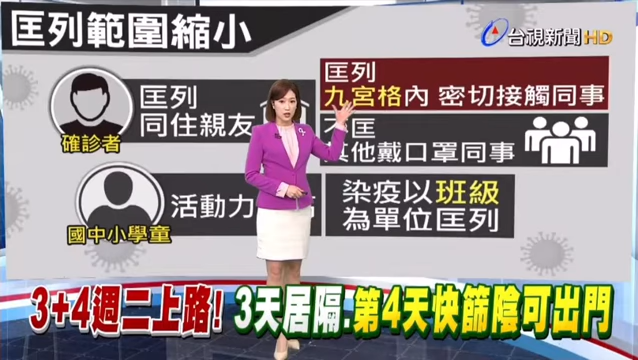 匡列範圍縮小
台視新聞HD
確診者
匡列
同住親友
匡列
九宮格內 密切接觸同事
不匡
其他戴口罩同事
國中小學童
活動力
染疫以班級
為單位匡列
3+4週二上路! 3天居隔.第4天快篩陰可出門